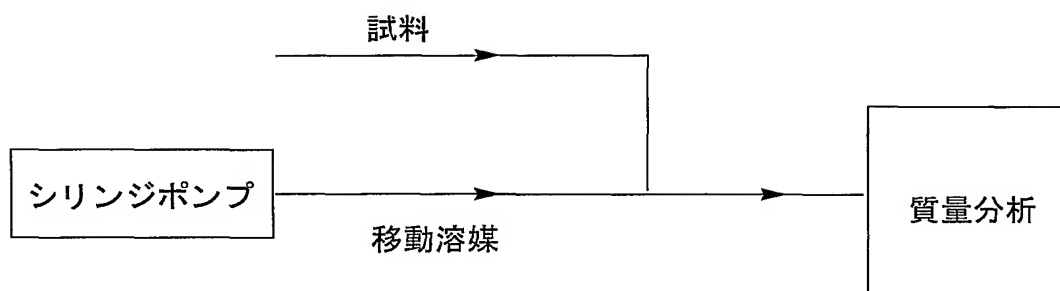 試料
シリンジポンプ
移動溶媒
質量分析